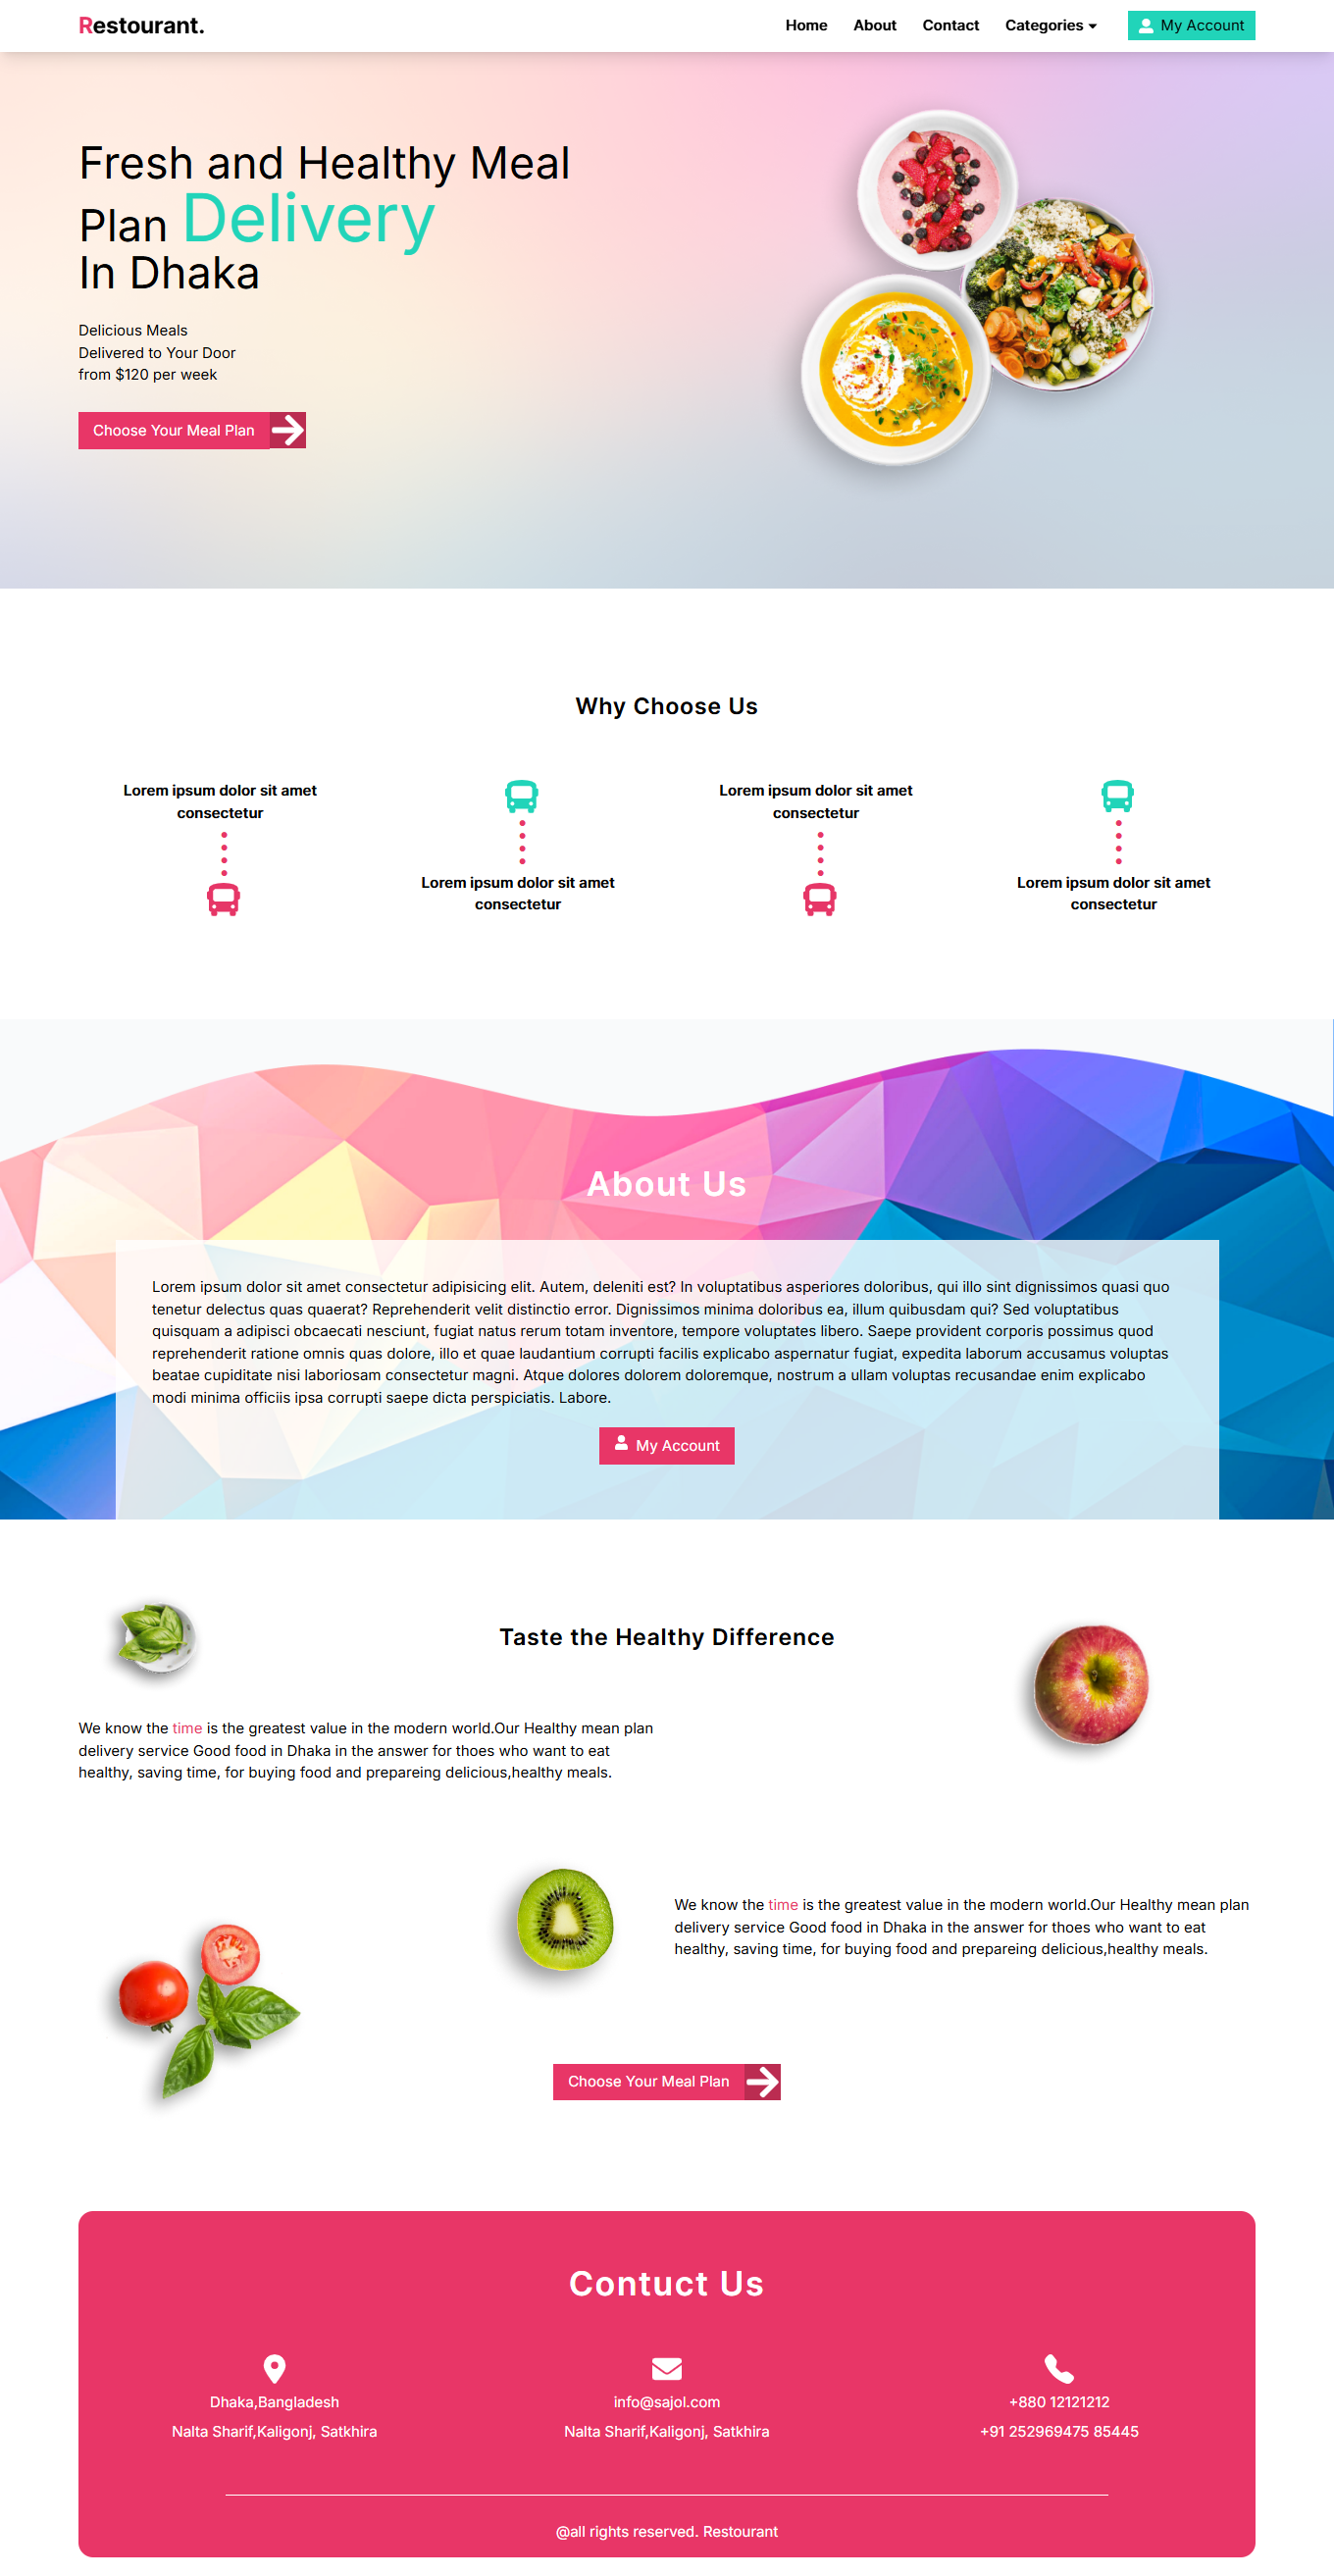 Restourant.
Home
About
Contact
Categories
My Account
Fresh and Healthy Meal
Plan Delivery
In Dhaka
Delicious Meals
Delivered to Your Door
from $120 per week
Choose Your Meal Plan
Why Choose Us
Lorem ipsum dolor sit amet
consectetur
Lorem ipsum dolor sit amet
consectetur
Lorem ipsum dolor sit amet
consectetur
Lorem ipsum dolor sit amet
consectetur
About Us
Lorem ipsum dolor sit amet consectetur adipisicing elit. Autem, deleniti est? In voluptatibus asperiores doloribus, qui illo sint dignissimos quasi quo
tenetur delectus quas quaerat? Reprehenderit velit distinctio error. Dignissimos minima doloribus ea, illum quibusdam qui? Sed voluptatibus
quisquam a adipisci obcaecati nesciunt, fugiat natus rerum totam inventore, tempore voluptates libero. Saepe provident corporis possimus quod
reprehenderit ratione omnis quas dolore, illo et quae laudantium corrupti facilis explicabo aspernatur fugiat, expedita laborum accusamus voluptas
beatae cupiditate nisi laboriosam consectetur magni. Atque dolores dolorem doloremque, nostrum a ullam voluptas recusandae enim explicabo
modi minima officiis ipsa corrupti saepe dicta perspiciatis. Labore.
My Account
Taste the Healthy Difference
We know the time is the greatest value in the modern world.Our Healthy mean plan
delivery service Good food in Dhaka in the answer for thoes who want to eat
healthy, saving time, for buying food and prepareing delicious,healthy meals.
We know the time is the greatest value in the modern world.Our Healthy mean plan
delivery service Good food in Dhaka in the answer for thoes who want to eat
healthy, saving time, for buying food and prepareing delicious,healthy meals.
Choose Your Meal Plan
Contuct Us
Dhaka,Bangladesh
Nalta Sharif,Kaligonj, Satkhira
info@sajol.com
Nalta Sharif,Kaligonj, Satkhira
+880 12121212
+91 252969475 85445
@all rights reserved. Restourant